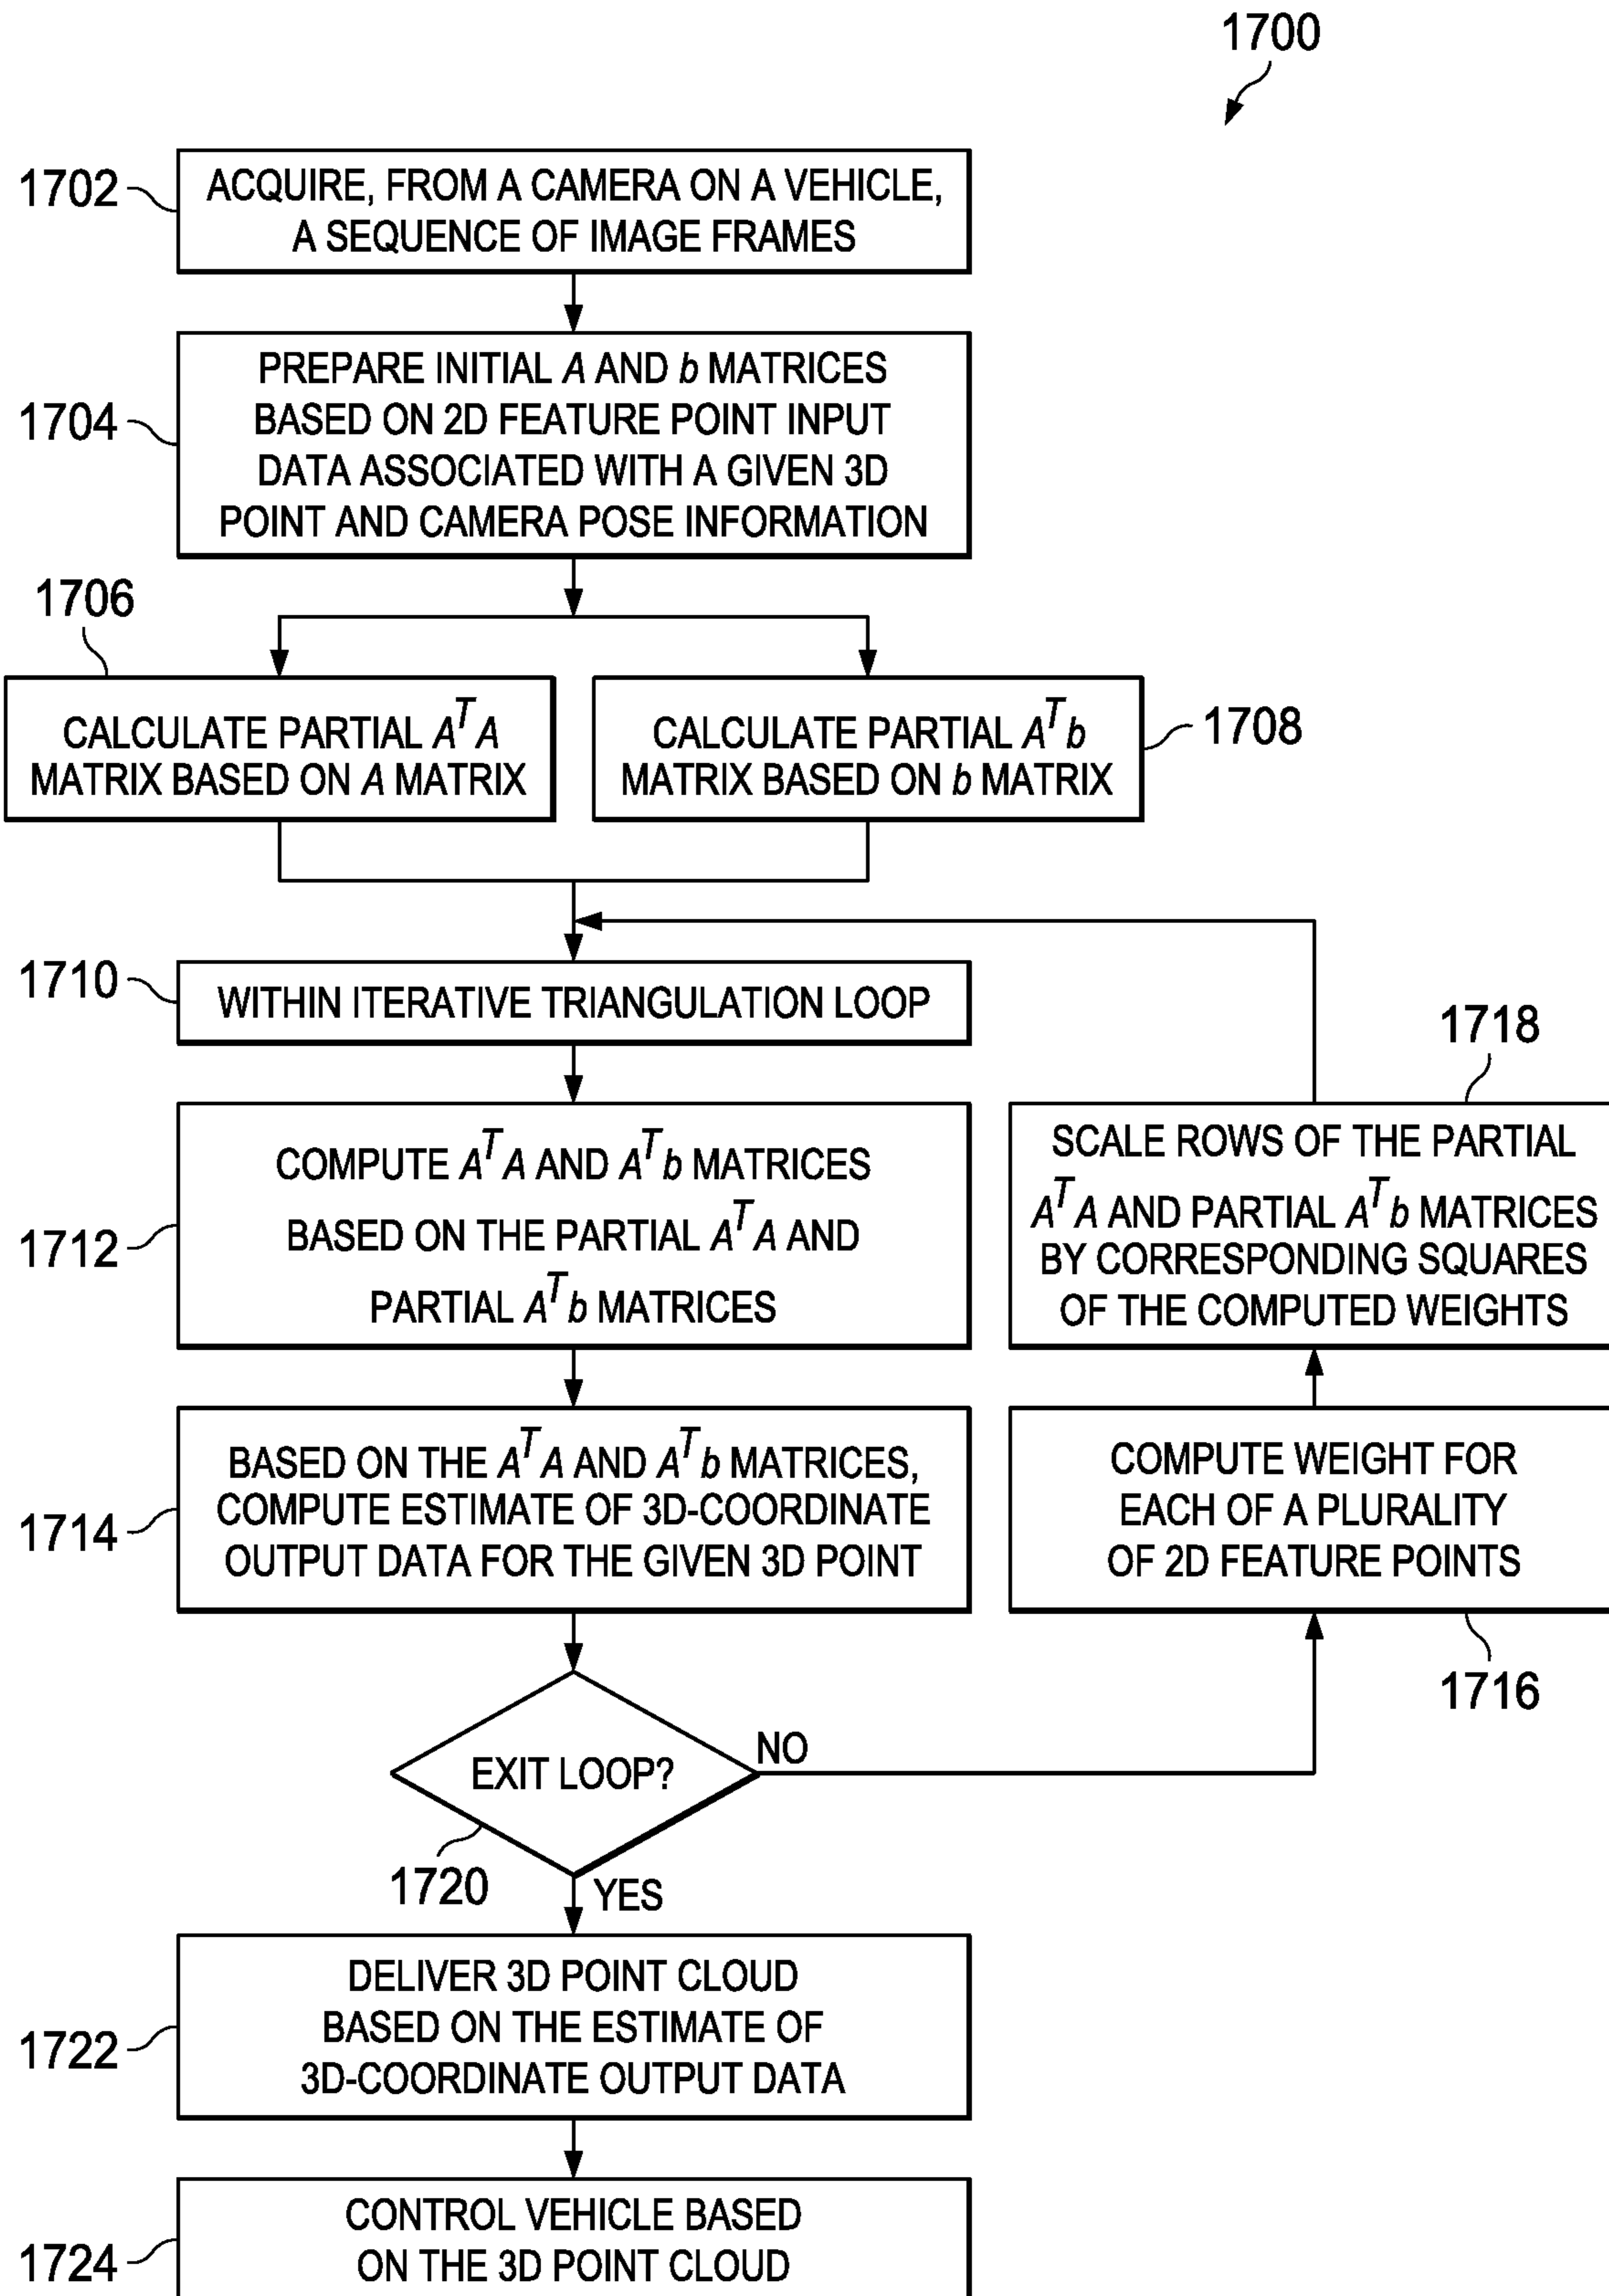 1700
1702
ACQUIRE, FROM A CAMERA ON A VEHICLE,
A SEQUENCE OF IMAGE FRAMES
1704
PREPARE INITIAL A AND b MATRICES
BASED ON 2D FEATURE POINT INPUT
DATA ASSOCIATED WITH A GIVEN 3D
POINT AND CAMERA POSE INFORMATION
1706
CALCULATE PARTIAL A^T A
MATRIX BASED ON A MATRIX
CALCULATE PARTIAL A^T b
MATRIX BASED ON b MATRIX
1708
1710
WITHIN ITERATIVE TRIANGULATION LOOP
1712
COMPUTE A^T A AND A^T b MATRICES
BASED ON THE PARTIAL A^T A AND
PARTIAL A^T b MATRICES
1714
BASED ON THE A^T A AND A^T b MATRICES,
COMPUTE ESTIMATE OF 3D-COORDINATE
OUTPUT DATA FOR THE GIVEN 3D POINT
1718
SCALE ROWS OF THE PARTIAL
A^T A AND PARTIAL A^T b MATRICES
BY CORRESPONDING SQUARES
OF THE COMPUTED WEIGHTS
COMPUTE WEIGHT FOR
EACH OF A PLURALITY
OF 2D FEATURE POINTS
1716
EXIT LOOP?
NO
1720
YES
1722
DELIVER 3D POINT CLOUD
BASED ON THE ESTIMATE OF
3D-COORDINATE OUTPUT DATA
1724
CONTROL VEHICLE BASED
ON THE 3D POINT CLOUD